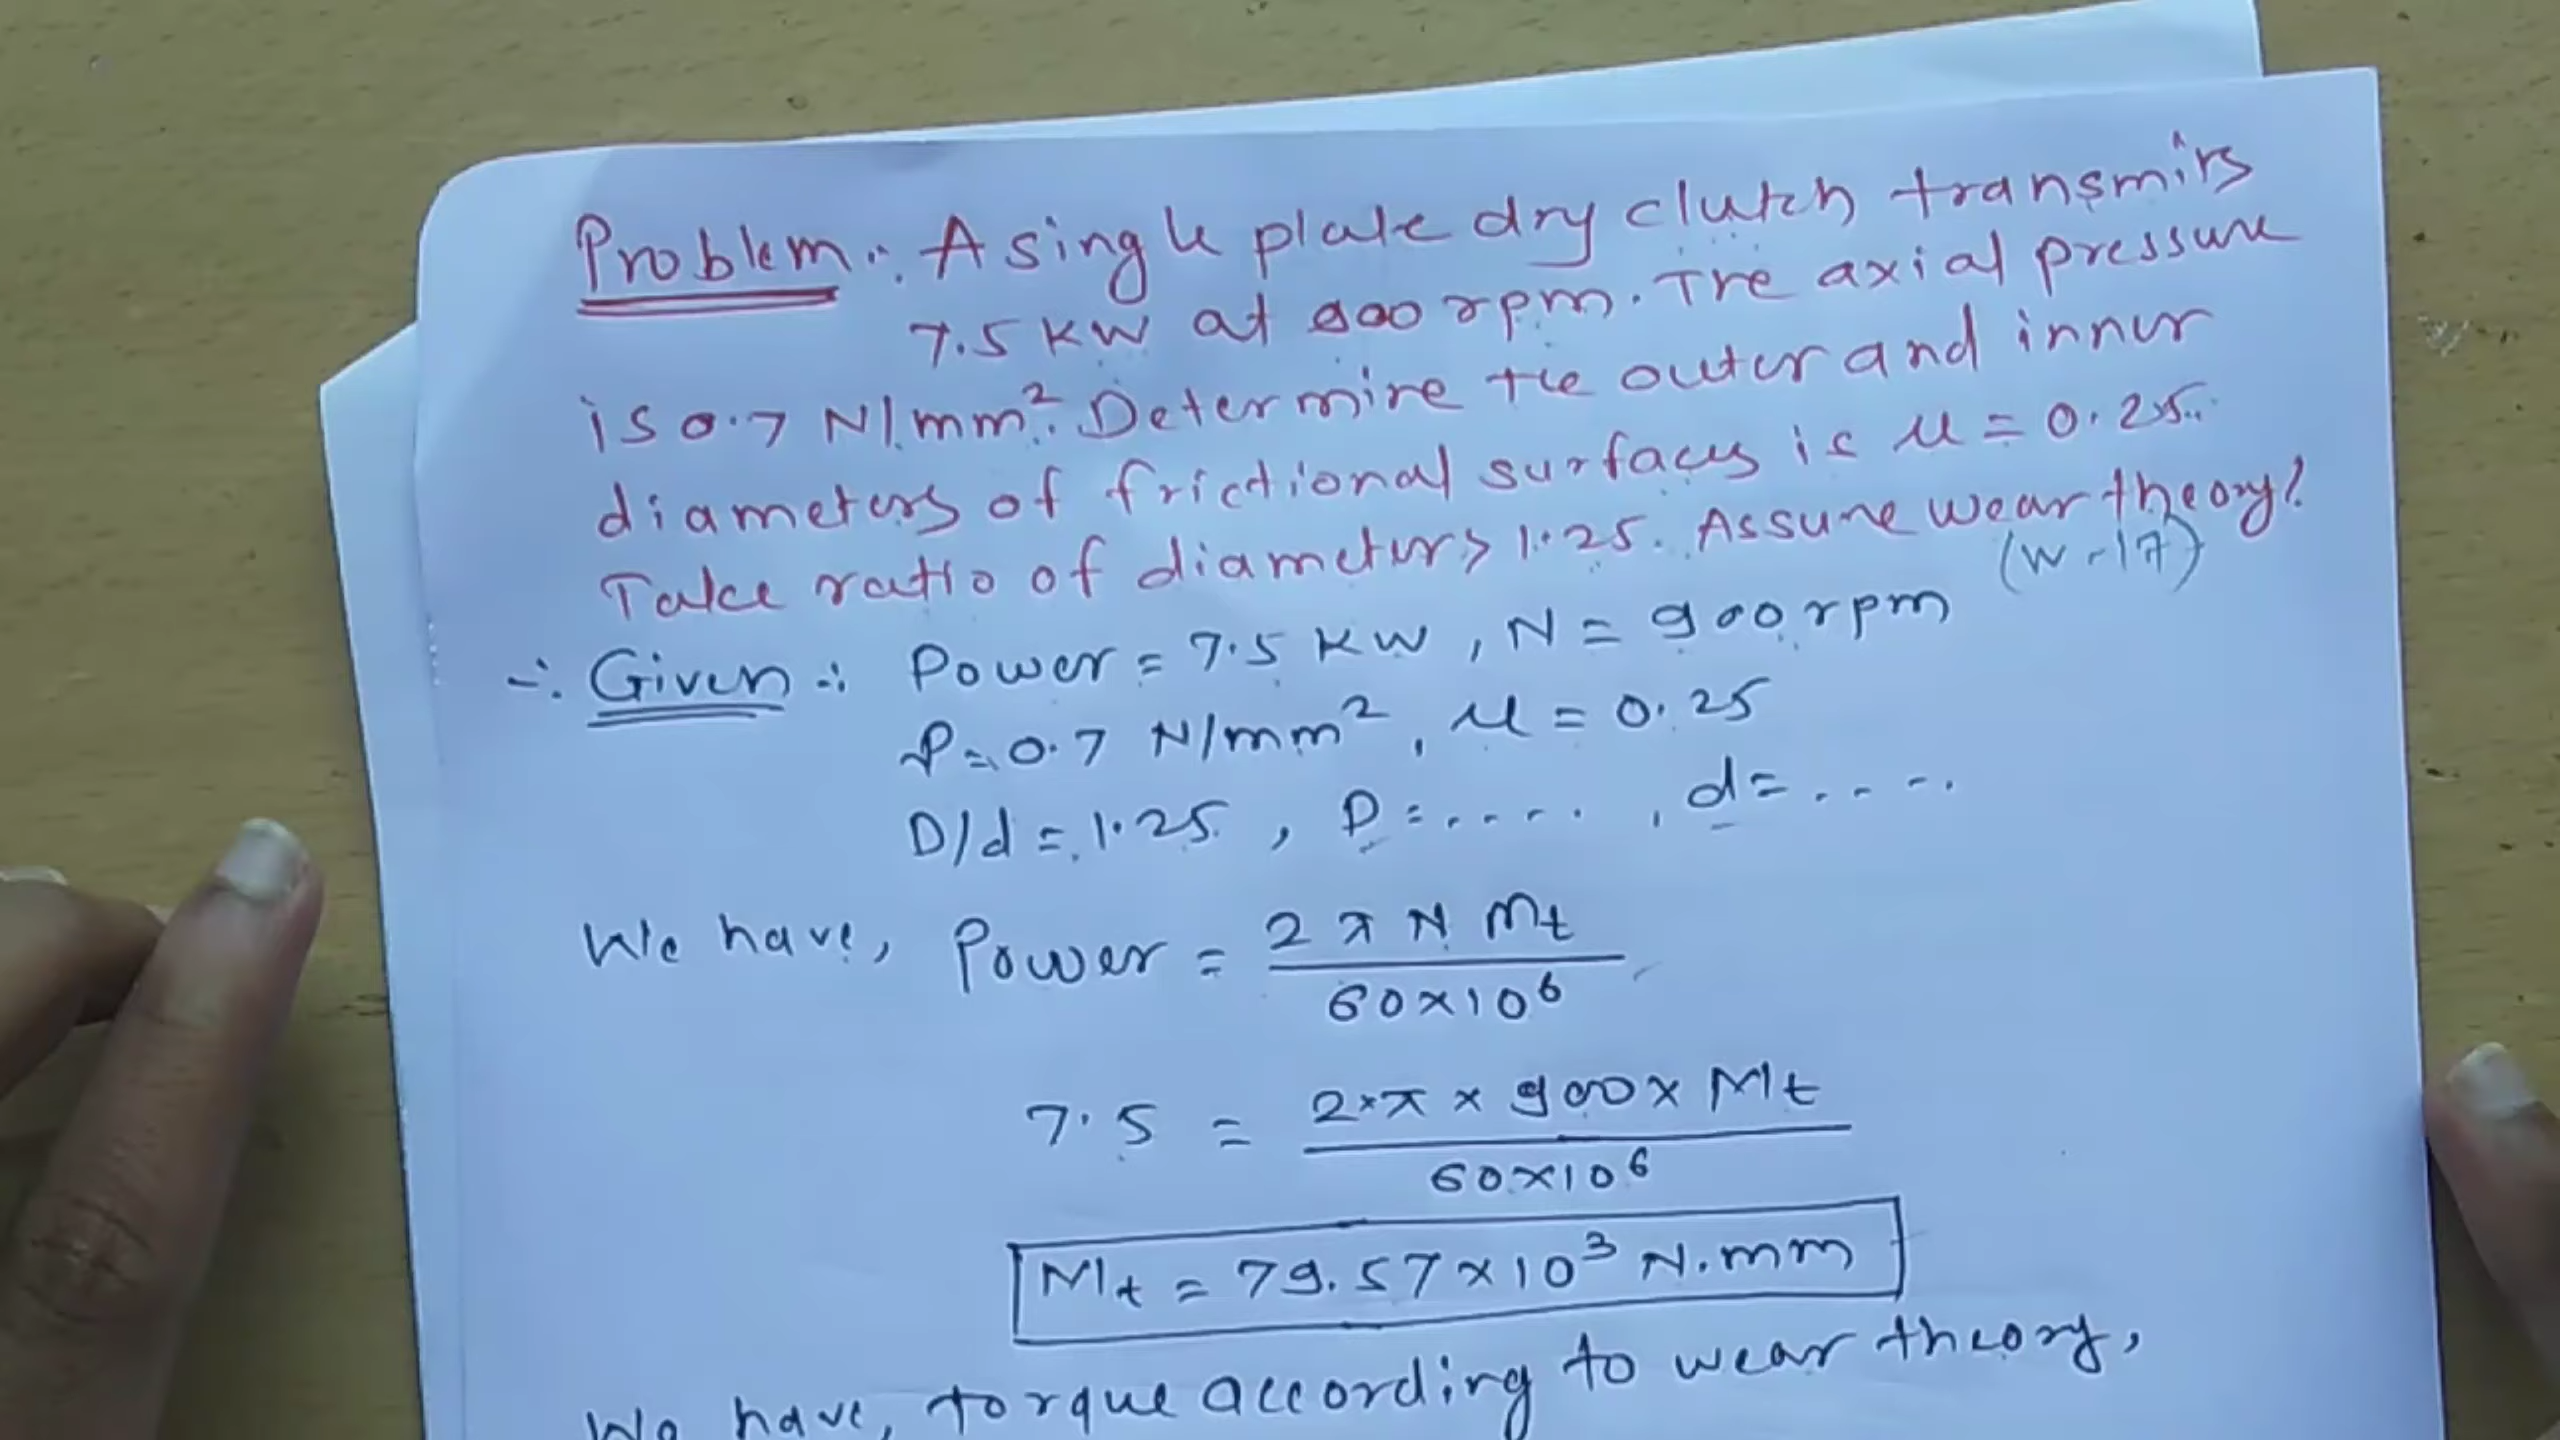 Problem:. A single plate dry clutch transmits
7.5 KW at 900 rpm. The axial pressure
is 0.7 N/mm². Determine the outer and inner
diameters of frictional surfaces is μ = 0.25.
Take ratio of diameters 1.25. Assume wear theory?
(W-17)
∴ Given ∴ Power = 7.5 KW, N = 900 rpm
P = 0.7 N/mm², μ = 0.25
D/d = 1.25, D = ...., d = ....
We have, Power = 2 π N Mt
60×10⁶
7.5 = 2×π × 900 × Mt
60×10⁶
Mt = 79.57×10³ N.mm
We have, torque according to wear theory,